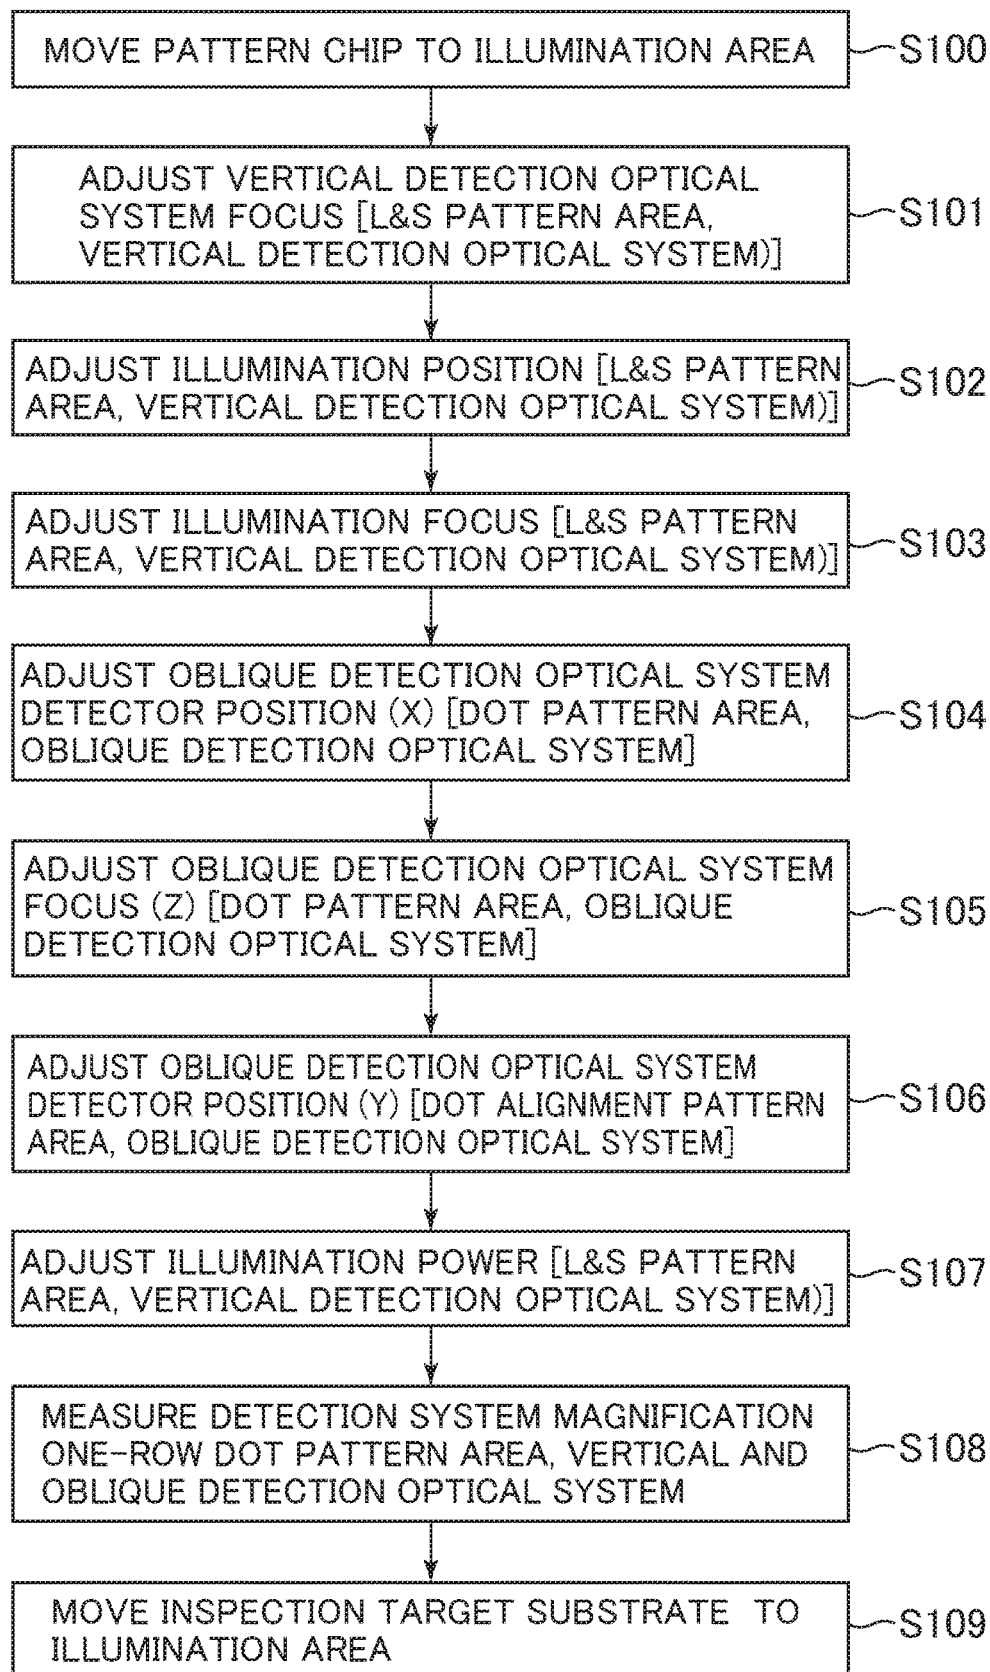 MOVE PATTERN CHIP TO ILLUMINATION AREA
S100
ADJUST VERTICAL DETECTION OPTICAL
SYSTEM FOCUS [L&S PATTERN AREA,
VERTICAL DETECTION OPTICAL SYSTEM)]
S101
ADJUST ILLUMINATION POSITION [L&S PATTERN
AREA, VERTICAL DETECTION OPTICAL SYSTEM)]
S102
ADJUST ILLUMINATION FOCUS [L&S PATTERN
AREA, VERTICAL DETECTION OPTICAL SYSTEM)]
S103
ADJUST OBLIQUE DETECTION OPTICAL SYSTEM
DETECTOR POSITION (X) [DOT PATTERN AREA,
OBLIQUE DETECTION OPTICAL SYSTEM]
S104
ADJUST OBLIQUE DETECTION OPTICAL SYSTEM
FOCUS (Z) [DOT PATTERN AREA, OBLIQUE
DETECTION OPTICAL SYSTEM]
S105
ADJUST OBLIQUE DETECTION OPTICAL SYSTEM
DETECTOR POSITION (Y) [DOT ALIGNMENT PATTERN
AREA, OBLIQUE DETECTION OPTICAL SYSTEM]
S106
ADJUST ILLUMINATION POWER [L&S PATTERN
AREA, VERTICAL DETECTION OPTICAL SYSTEM)]
S107
MEASURE DETECTION SYSTEM MAGNIFICATION
ONE-ROW DOT PATTERN AREA, VERTICAL AND
OBLIQUE DETECTION OPTICAL SYSTEM
S108
MOVE INSPECTION TARGET SUBSTRATE TO
ILLUMINATION AREA
S109